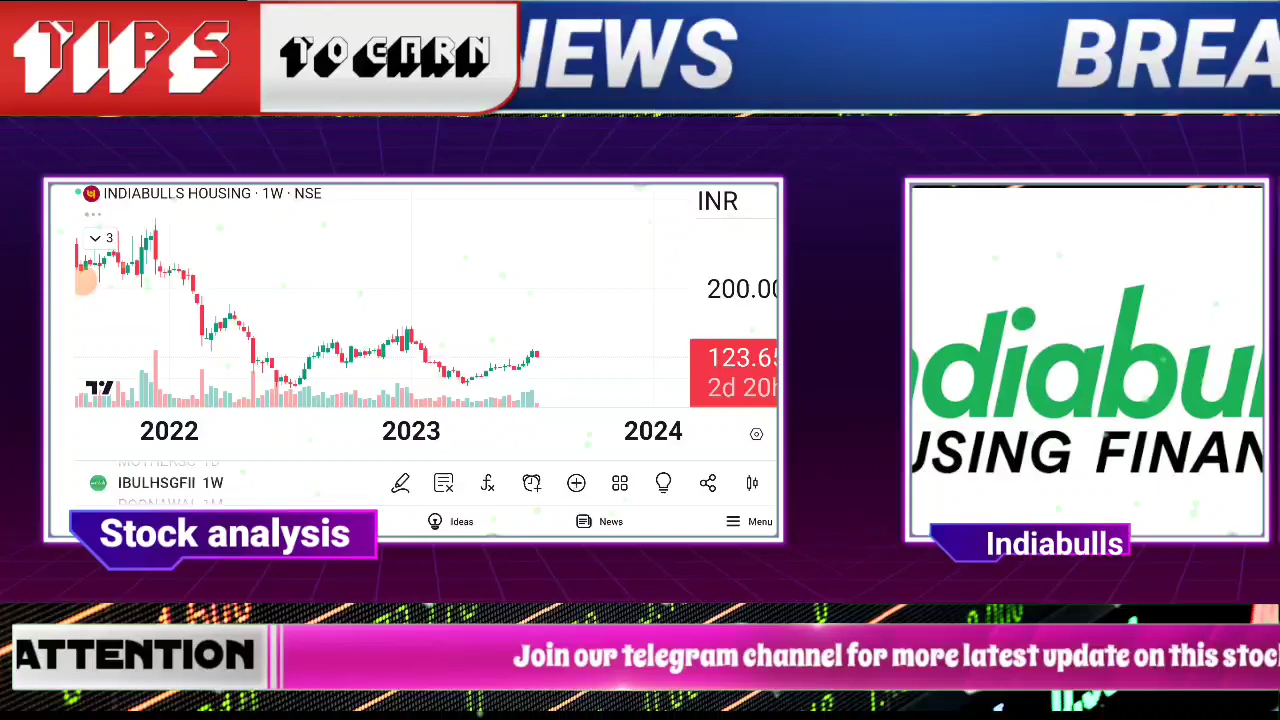 TIPS
TO EARN
NEWS
BREA
INDIABULLS HOUSING · 1W · NSE
INR
3
200.00
123.65
2d 20h
2022
2023
2024
IBULHSGFII 1W
Ideas
News
Menu
Stock analysis
ndiabul
USING FINAN
Indiabulls
ATTENTION
Join our telegram channel for more latest update on this stoc